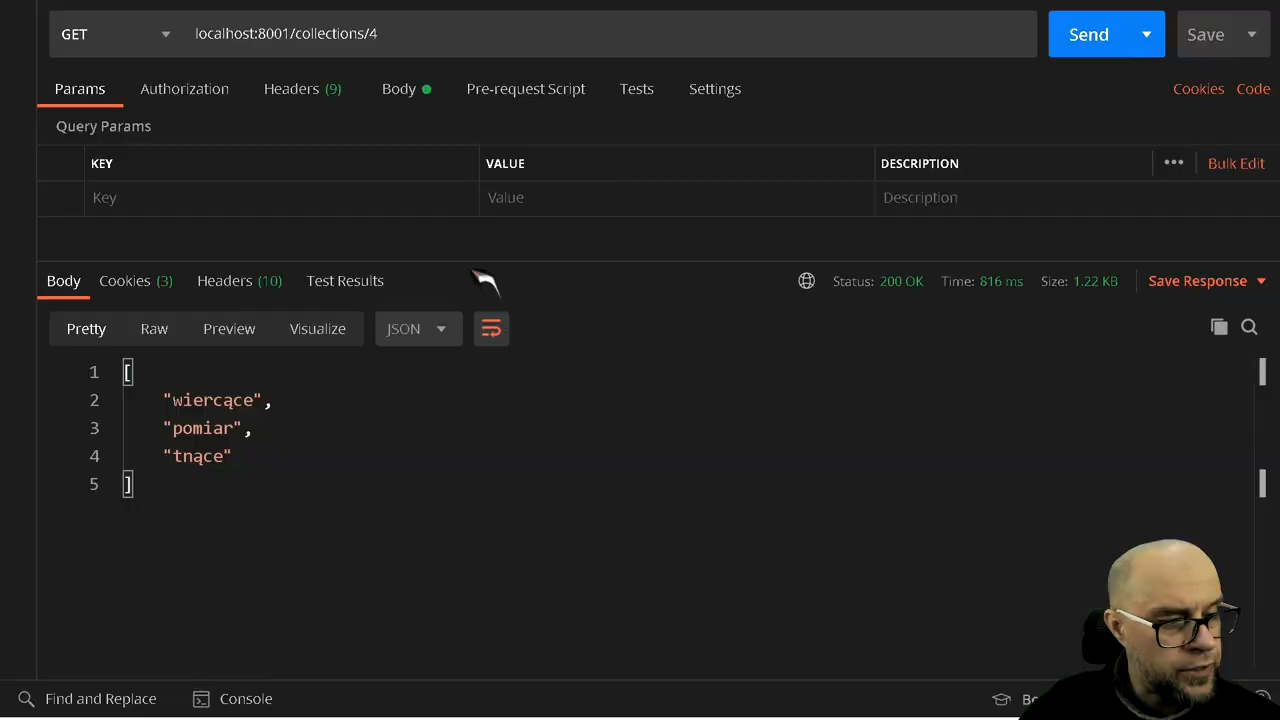 GET localhost:8001/collections/4 Send Save
Params Authorization Headers (9) Body Pre-request Script Tests Settings Cookies Code
Query Params
KEY VALUE DESCRIPTION ••• Bulk Edit
Key Value Description
Body Cookies (3) Headers (10) Test Results Status: 200 OK Time: 816 ms Size: 1.22 KB Save Response
Pretty Raw Preview Visualize JSON
1 [
2 "wiercące",
3 "pomiar",
4 "tnące"
5 ]
Find and Replace Console